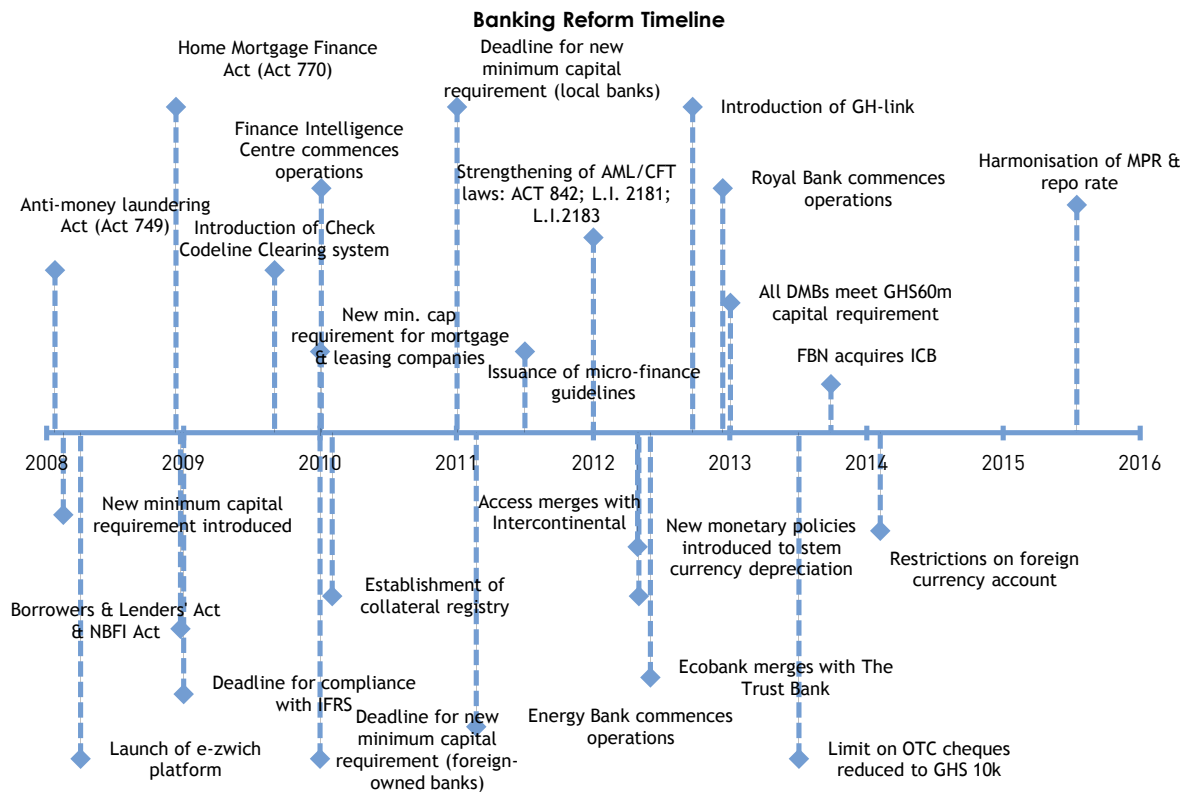 Banking Reform Timeline
Home Mortgage Finance
Act (Act 770)
Deadline for new
minimum capital
requirement (local banks)
Introduction of GH-link
Finance Intelligence
Centre commences
operations
Strengthening of AML/CFT
laws: ACT 842; L.I. 2181;
L.I.2183
Harmonisation of MPR &
repo rate
Royal Bank commences
operations
Anti-money laundering
Act (Act 749)
Introduction of Check
Codeline Clearing system
All DMBs meet GHS60m
capital requirement
New min. cap
requirement for mortgage
& leasing companies
FBN acquires ICB
Issuance of micro-finance
guidelines
2008 2009 2010 2011 2012 2013 2014 2015 2016
New minimum capital
requirement introduced
Access merges with
Intercontinental
New monetary policies
introduced to stem
currency depreciation
Restrictions on foreign
currency account
Establishment of
collateral registry
Borrowers & Lenders' Act
& NBFI Act
Ecobank merges with The
Trust Bank
Deadline for compliance
with IFRS
Deadline for new
minimum capital
requirement (foreign-
owned banks)
Energy Bank commences
operations
Launch of e-zwich
platform
Limit on OTC cheques
reduced to GHS 10k